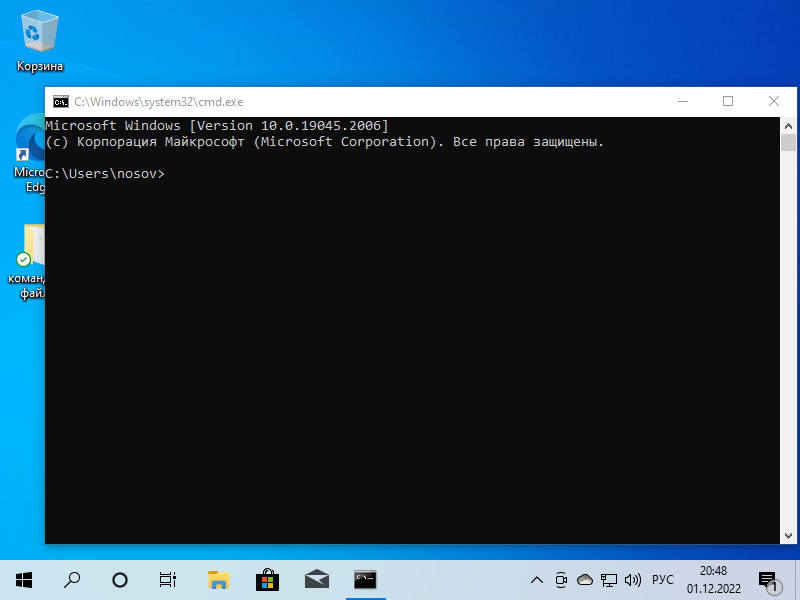 Корзина
C:\Windows\system32\cmd.exe
Microsoft Windows [Version 10.0.19045.2006]
(c) Корпорация Майкрософт (Microsoft Corporation). Все права защищены.
C:\Users\nosov>
Micro
Edg
коман
файл
РУС
20:48
01.12.2022
1